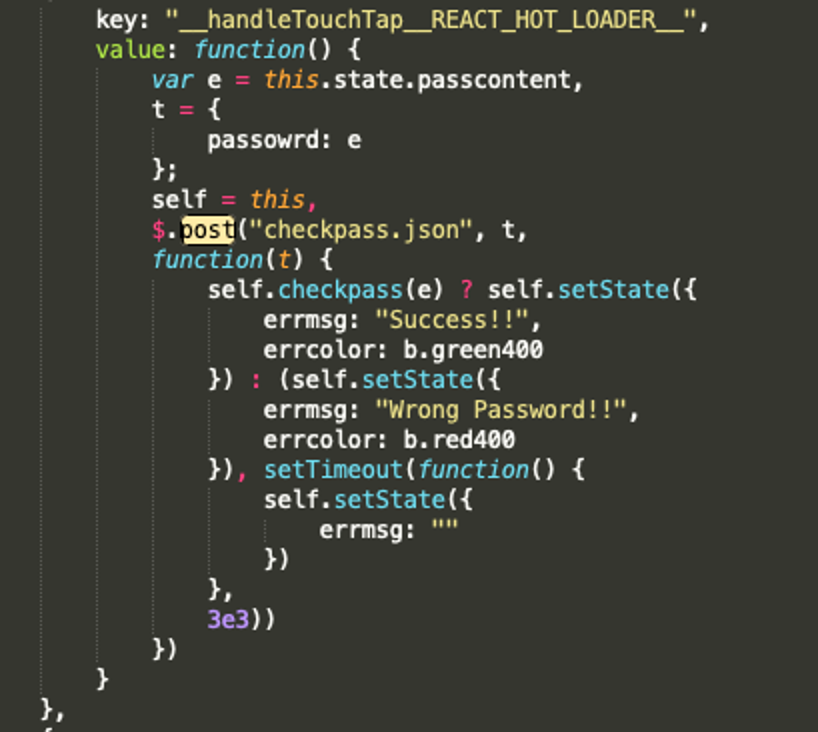 key: "__handleTouchTap__REACT_HOT_LOADER__",
value: function() {
var e = this.state.passcontent,
t = {
passowrd: e
};
self = this,
$.post("checkpass.json", t,
function(t) {
self.checkpass(e) ? self.setState({
errmsg: "Success!!",
errcolor: b.green400
}) : (self.setState({
errmsg: "Wrong Password!!",
errcolor: b.red400
}), setTimeout(function() {
self.setState({
errmsg: ""
})
},
3e3))
})
}
},